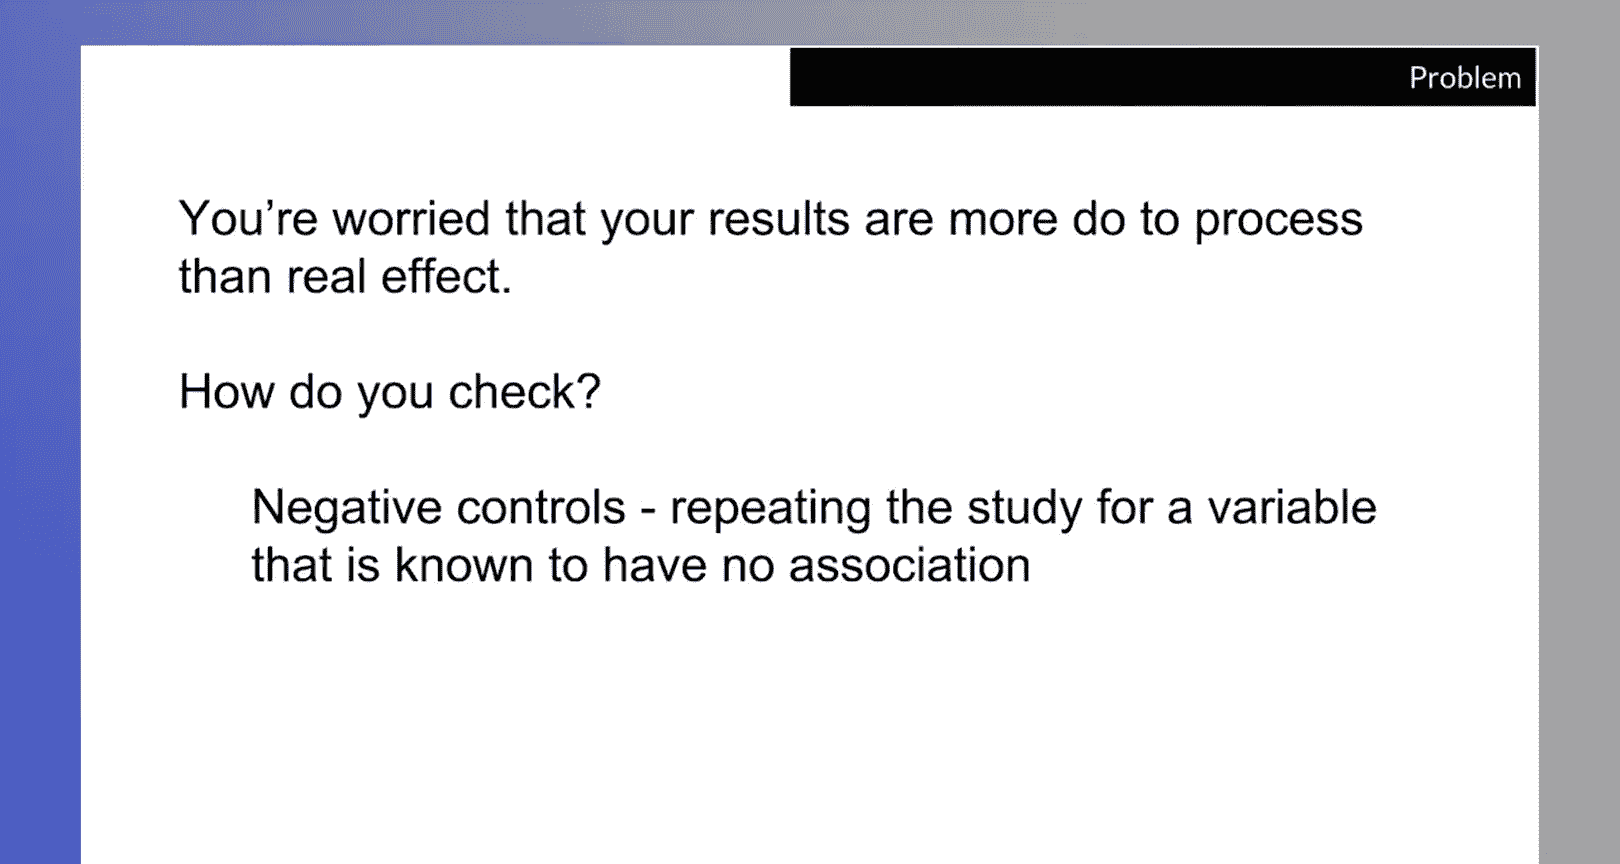 Problem
You’re worried that your results are more do to process
than real effect.
How do you check?
Negative controls - repeating the study for a variable
that is known to have no association